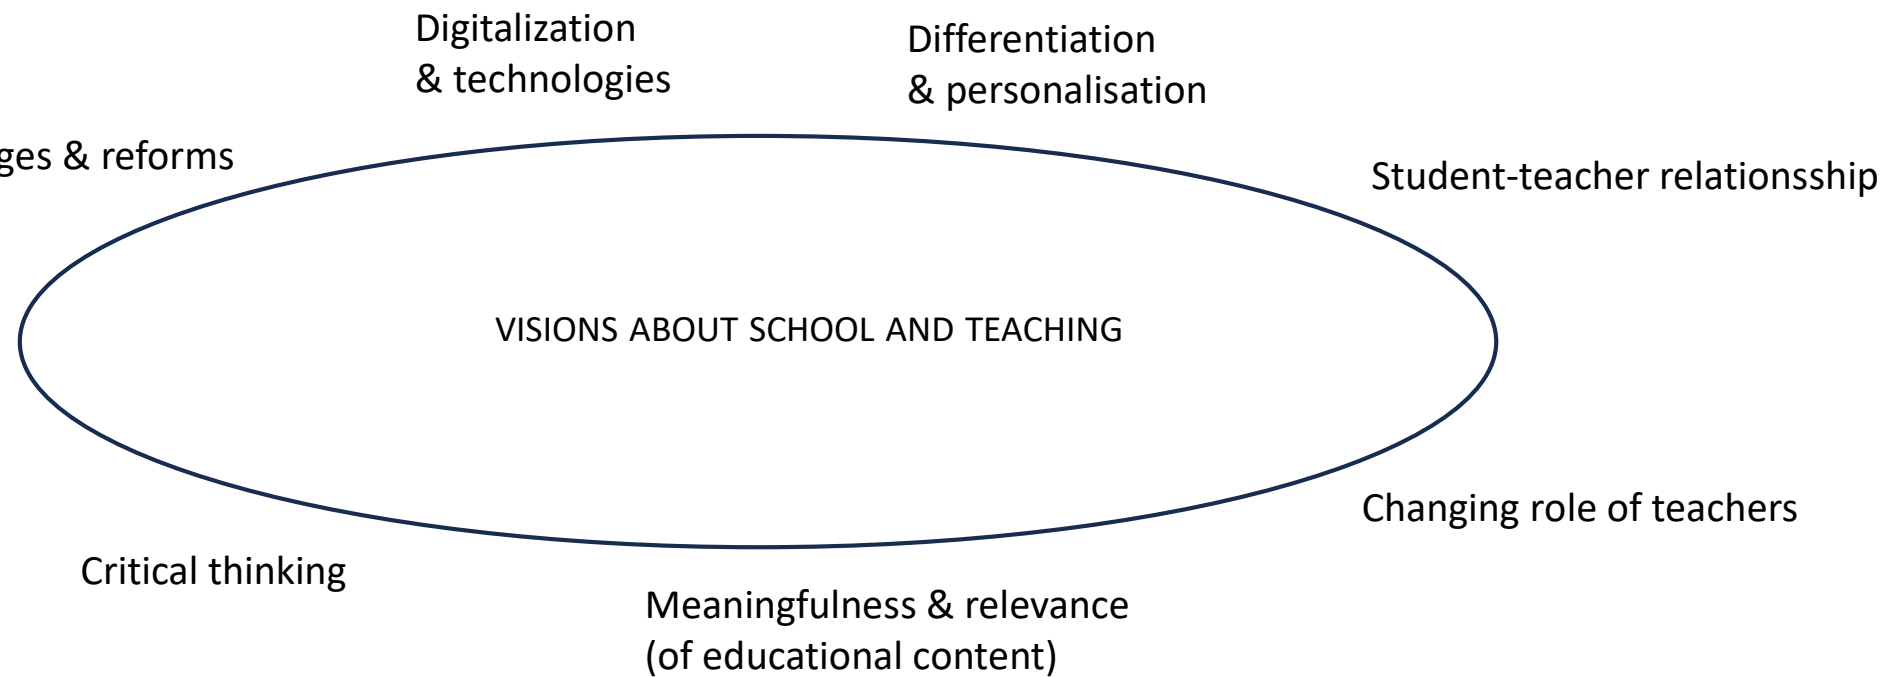 Digitalization
& technologies
Differentiation
& personalisation
& reforms
Student-teacher relationsship
VISIONS ABOUT SCHOOL AND TEACHING
Changing role of teachers
Critical thinking
Meaningfulness & relevance
(of educational content)